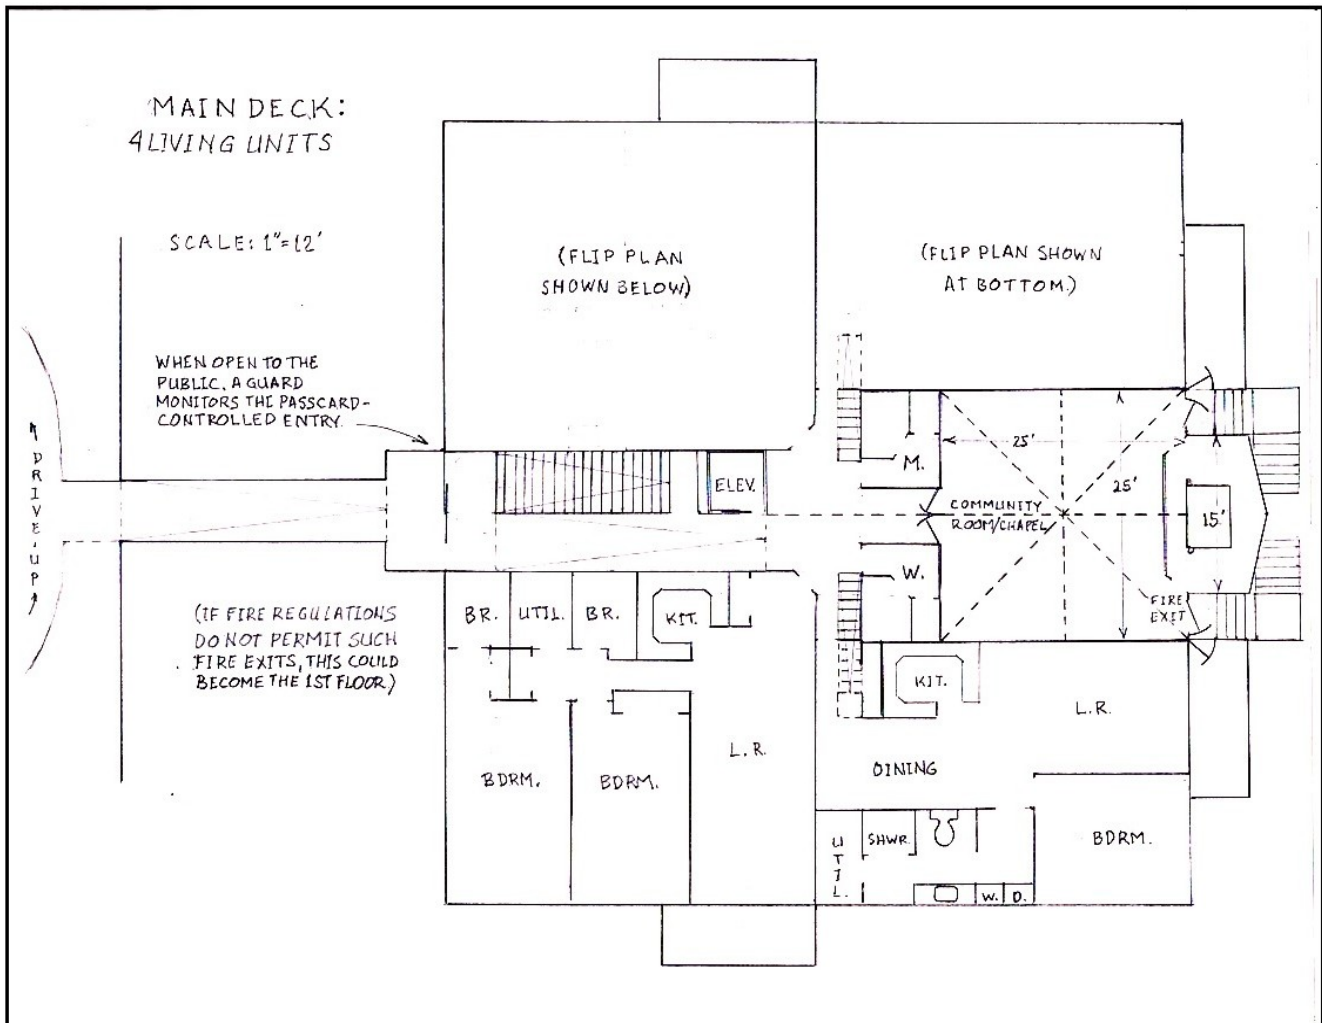 MAIN DECK:
4 LIVING UNITS
SCALE: 1"=12'
(FLIP PLAN
SHOWN BELOW)
(FLIP PLAN SHOWN
AT BOTTOM.)
WHEN OPEN TO THE
PUBLIC, A GUARD
MONITORS THE PASSCARD-
CONTROLLED ENTRY.
DRIVE-UP
ELEV.
M.
25'
25'
COMMUNITY
ROOM/CHAPEL
15'
W.
FIRE
EXET
(IF FIRE REGULATIONS
DO NOT PERMIT SUCH
FIRE EXITS, THIS COULD
BECOME THE 1ST FLOOR)
BR.
UTIL.
BR.
KIT.
KIT.
L.R.
L.R.
DINING
BDRM.
BDRM.
UTIL.
SHWR.
BDRM.
W.
D.